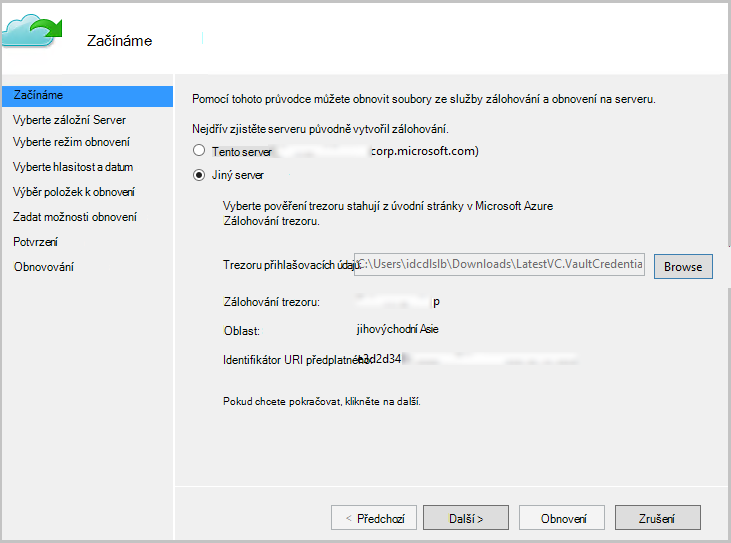 Začínáme
Začínáme
Vyberte záložní Server
Vyberte režim obnovení
Vyberte hlasitost a datum
Výběr položek k obnovení
Zadat možnosti obnovení
Potvrzení
Obnovování
Pomocí tohoto průvodce můžete obnovit soubory ze služby zálohování a obnovení na serveru.
Nejdřív zjistěte serveru původně vytvořil zálohování.
Tento server corp.microsoft.com)
Jiný server
Vyberte pověření trezoru stahují z úvodní stránky v Microsoft Azure
Zálohování trezoru.
Trezoru přihlašovacích údajů: C:\Users\idcdlslb\Downloads\LatestVC.VaultCredentia
Browse
Zálohování trezoru: p
Oblast: jihovýchodní Asie
Identifikátor URI předplatného: e3d2d34
Pokud chcete pokračovat, klikněte na další.
< Předchozí
Další >
Obnovení
Zrušení